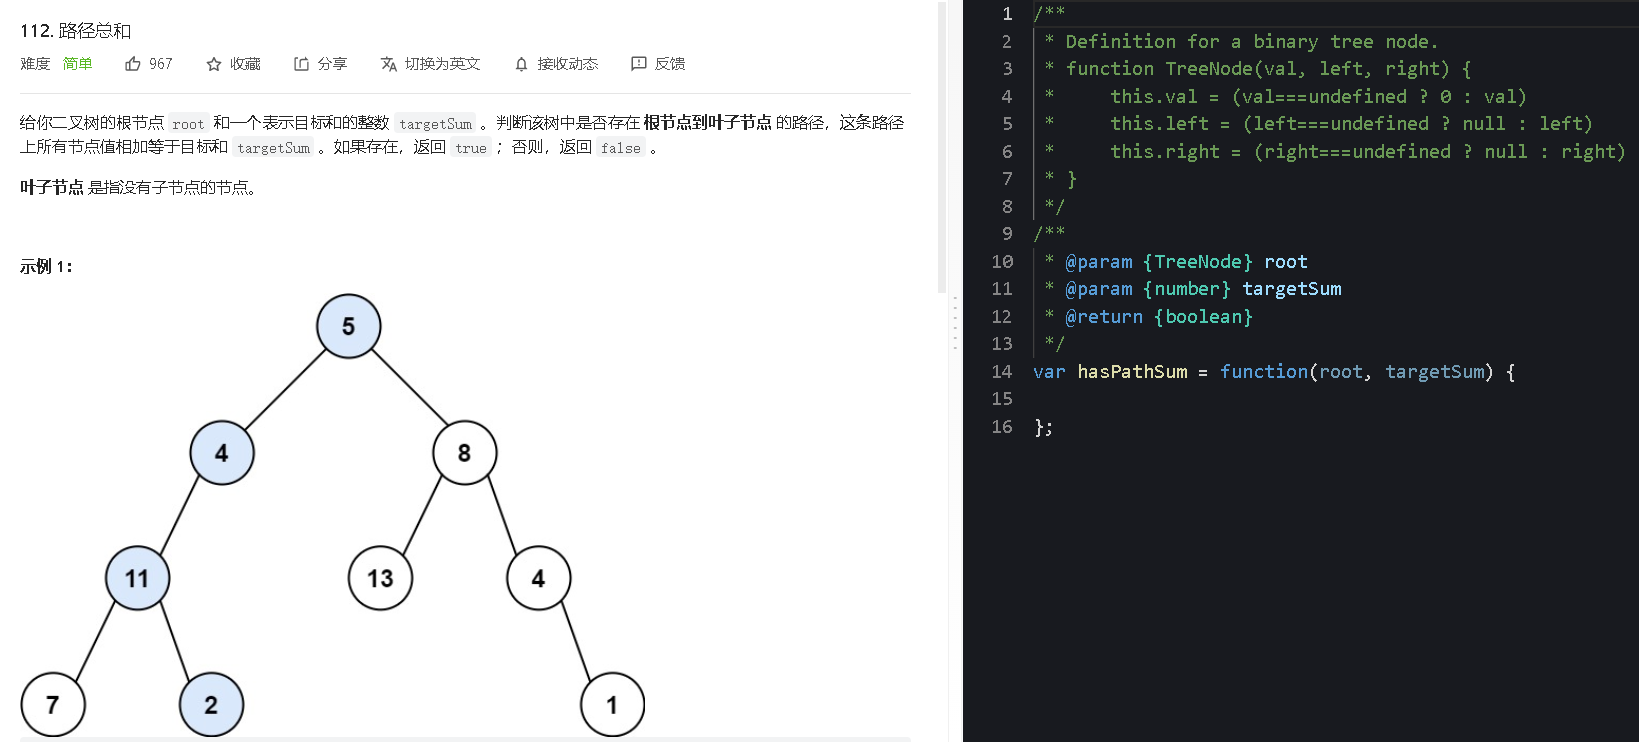 112. 路径总和
难度 简单 967 收藏 分享 切换为英文 接收动态 反馈
给你二叉树的根节点 root 和一个表示目标和的整数 targetSum 。判断该树中是否存在 根节点到叶子节点 的路径，这条路径
上所有节点值相加等于目标和 targetSum 。如果存在，返回 true ；否则，返回 false 。
叶子节点 是指没有子节点的节点。
示例 1：
5
4 8
11 13 4
7 2 1
1 /**
2  * Definition for a binary tree node.
3  * function TreeNode(val, left, right) {
4  *     this.val = (val===undefined ? 0 : val)
5  *     this.left = (left===undefined ? null : left)
6  *     this.right = (right===undefined ? null : right)
7  * }
8  */
9 /**
10  * @param {TreeNode} root
11  * @param {number} targetSum
12  * @return {boolean}
13  */
14 var hasPathSum = function(root, targetSum) {
15
16 };